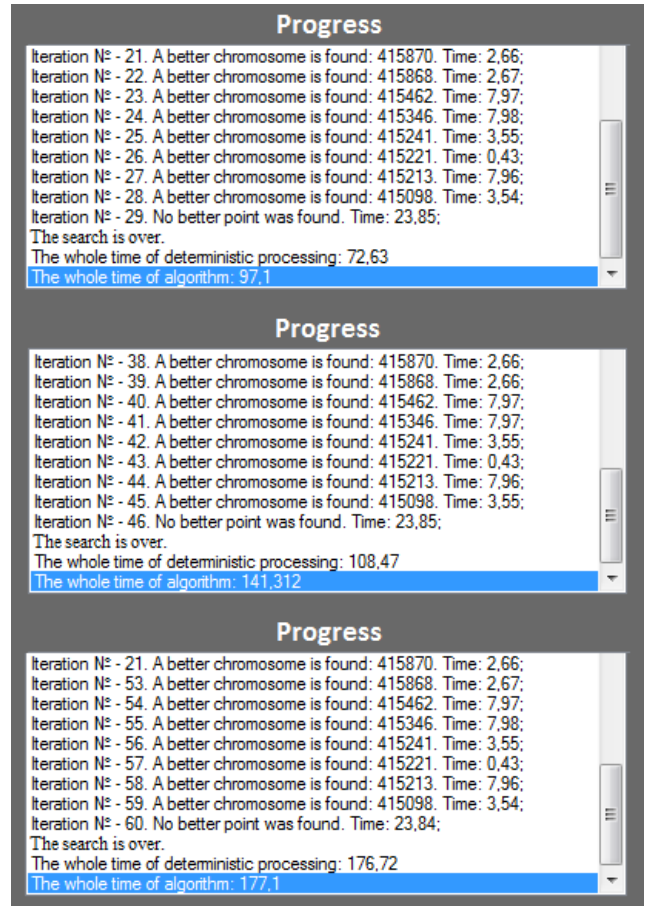 Progress
Iteration № - 21. A better chromosome is found: 415870. Time: 2,66;
Iteration № - 22. A better chromosome is found: 415868. Time: 2,67;
Iteration № - 23. A better chromosome is found: 415462. Time: 7,97;
Iteration № - 24. A better chromosome is found: 415346. Time: 7,98;
Iteration № - 25. A better chromosome is found: 415241. Time: 3,55;
Iteration № - 26. A better chromosome is found: 415221. Time: 0,43;
Iteration № - 27. A better chromosome is found: 415213. Time: 7,96;
Iteration № - 28. A better chromosome is found: 415098. Time: 3,54;
Iteration № - 29. No better point was found. Time: 23,85;
The search is over.
The whole time of deterministic processing: 72,63
The whole time of algorithm: 97,1
Progress
Iteration № - 38. A better chromosome is found: 415870. Time: 2,66;
Iteration № - 39. A better chromosome is found: 415868. Time: 2,66;
Iteration № - 40. A better chromosome is found: 415462. Time: 7,97;
Iteration № - 41. A better chromosome is found: 415346. Time: 7,97;
Iteration № - 42. A better chromosome is found: 415241. Time: 3,55;
Iteration № - 43. A better chromosome is found: 415221. Time: 0,43;
Iteration № - 44. A better chromosome is found: 415213. Time: 7,96;
Iteration № - 45. A better chromosome is found: 415098. Time: 3,55;
Iteration № - 46. No better point was found. Time: 23,85;
The search is over.
The whole time of deterministic processing: 108,47
The whole time of algorithm: 141,312
Progress
Iteration № - 21. A better chromosome is found: 415870. Time: 2,66;
Iteration № - 53. A better chromosome is found: 415868. Time: 2,67;
Iteration № - 54. A better chromosome is found: 415462. Time: 7,97;
Iteration № - 55. A better chromosome is found: 415346. Time: 7,98;
Iteration № - 56. A better chromosome is found: 415241. Time: 3,55;
Iteration № - 57. A better chromosome is found: 415221. Time: 0,43;
Iteration № - 58. A better chromosome is found: 415213. Time: 7,96;
Iteration № - 59. A better chromosome is found: 415098. Time: 3,54;
Iteration № - 60. No better point was found. Time: 23,84;
The search is over.
The whole time of deterministic processing: 176,72
The whole time of algorithm: 177,1